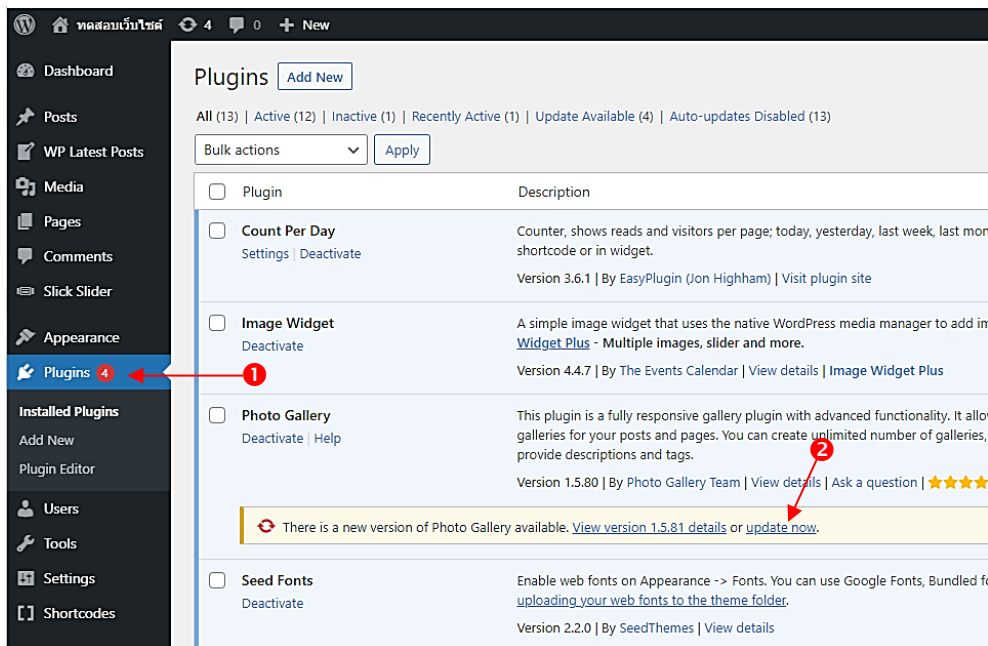 ทดสอบเว็บไซต์ 4 0 + New
Dashboard
Posts
WP Latest Posts
Media
Pages
Comments
Slick Slider
Appearance
Plugins 4
1
Installed Plugins
Add New
Plugin Editor
Users
Tools
Settings
Shortcodes
Plugins Add New
All (13) | Active (12) | Inactive (1) | Recently Active (1) | Update Available (4) | Auto-updates Disabled (13)
Bulk actions Apply
Plugin Description
Count Per Day
Settings | Deactivate
Counter, shows reads and visitors per page; today, yesterday, last week, last mon
shortcode or in widget.
Version 3.6.1 | By EasyPlugin (Jon Highham) | Visit plugin site
Image Widget
Deactivate
A simple image widget that uses the native WordPress media manager to add im
Widget Plus - Multiple images, slider and more.
Version 4.4.7 | By The Events Calendar | View details | Image Widget Plus
Photo Gallery
Deactivate | Help
This plugin is a fully responsive gallery plugin with advanced functionality. It allo
galleries for your posts and pages. You can create unlimited number of galleries,
provide descriptions and tags.
2
Version 1.5.80 | By Photo Gallery Team | View details | Ask a question |
There is a new version of Photo Gallery available. View version 1.5.81 details or update now.
Seed Fonts
Deactivate
Enable web fonts on Appearance -> Fonts. You can use Google Fonts, Bundled fo
uploading your web fonts to the theme folder.
Version 2.2.0 | By SeedThemes | View details